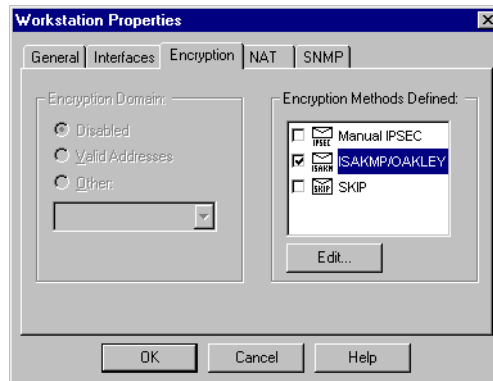 Workstation Properties
General Interfaces Encryption NAT SNMP
Encryption Domain:
Disabled
Valid Addresses
Other:
Encryption Methods Defined:
IPSEC Manual IPSEC
ISAKM ISAKMP/OAKLEY
SKIP SKIP
Edit...
OK Cancel Help